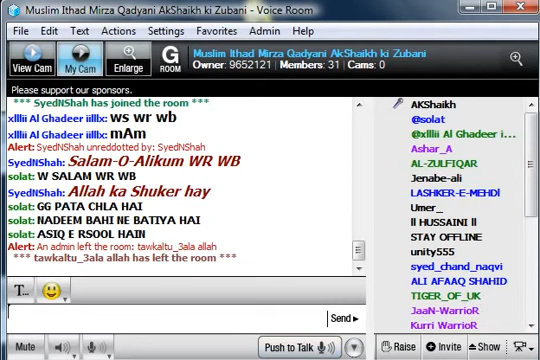 Muslim Ithad Mirza Qadyani AkShaikh ki Zubani - Voice Room
File Edit Text Actions Settings Favorites Admin Help
View Cam My Cam Enlarge G ROOM
Muslim Ithad Mirza Qadyani AkShaikh ki Zubani
Owner: 9652121 | Members: 31 | Cams: 0
Please support our sponsors.
*** SyedNShah has joined the room ***
xlllii Al Ghadeer iilllx: ws wr wb
xlllii Al Ghadeer iilllx: mAm
Alert: SyedNShah unreddotted by: SyedNShah
SyedNShah: Salam-O-Alikum WR WB
solat: W SALAM WR WB
SyedNShah: Allah ka Shuker hay
solat: GG PATA CHLA HAI
solat: NADEEM BAHI NE BATIYA HAI
solat: ASIQ E RSOOL HAIN
Alert: An admin left the room: tawkaltu_3ala allah
*** tawkaltu_3ala allah has left the room ***
AKShaikh
@solat
@xlllii Al Ghadeer i...
Ashar_A
AL-ZULFIQAR
Jenabe-ali
LASHKER-E-MEHDI
Umer_
ll HUSSAINI ll
STAY OFFLINE
unity555
syed_chand_naqvi
ALI AFAAQ SHAHID
TIGER_OF_UK
JaaN-WarrioR
Kurri WarrioR
T...
Send
Mute Push to Talk Raise Invite Show